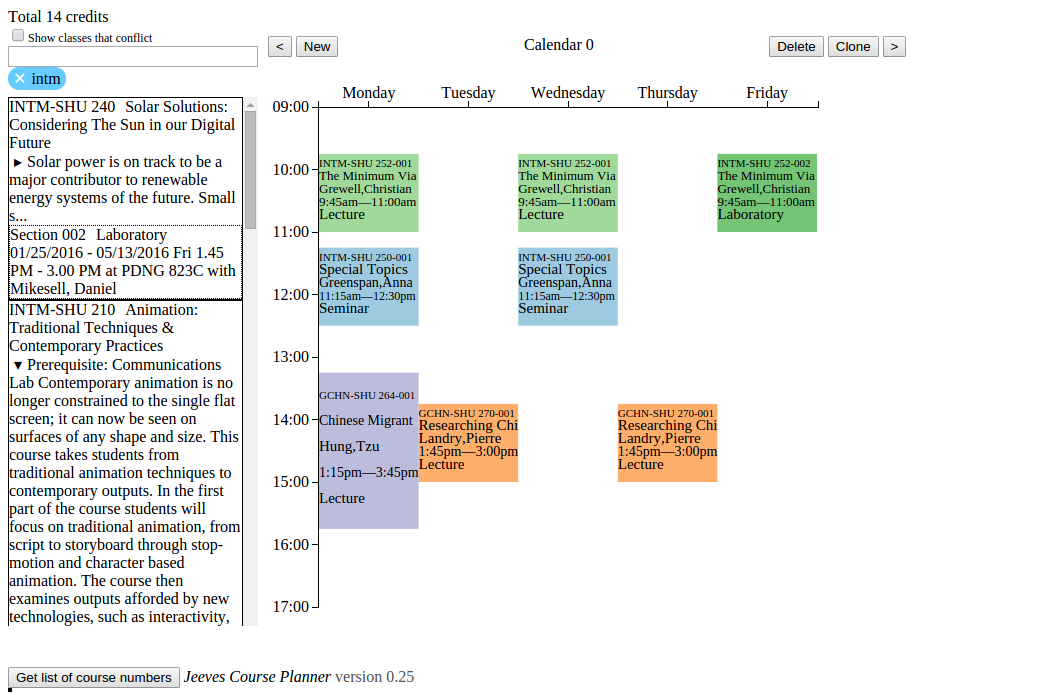 Total 14 credits
Show classes that conflict
✕ intm
INTM-SHU 240 Solar Solutions:
Considering The Sun in our Digital
Future
▸ Solar power is on track to be a
major contributor to renewable
energy systems of the future. Small
s...
Section 002 Laboratory
01/25/2016 - 05/13/2016 Fri 1.45
PM - 3.00 PM at PDNG 823C with
Mikesell, Daniel
INTM-SHU 210 Animation:
Traditional Techniques &
Contemporary Practices
▾ Prerequisite: Communications
Lab Contemporary animation is no
longer constrained to the single flat
screen; it can now be seen on
surfaces of any shape and size. This
course takes students from
traditional animation techniques to
contemporary outputs. In the first
part of the course students will
focus on traditional animation, from
script to storyboard through stop-
motion and character based
animation. The course then
examines outputs afforded by new
technologies, such as interactivity,
< New Calendar 0 Delete Clone >
Monday Tuesday Wednesday Thursday Friday
09:00
10:00
11:00
12:00
13:00
14:00
15:00
16:00
17:00
INTM-SHU 252-001
The Minimum Via
Grewell,Christian
9:45am—11:00am
Lecture
INTM-SHU 250-001
Special Topics
Greenspan,Anna
11:15am—12:30pm
Seminar
GCHN-SHU 264-001
Chinese Migrant
Hung,Tzu
1:15pm—3:45pm
Lecture
GCHN-SHU 270-001
Researching Chi
Landry,Pierre
1:45pm—3:00pm
Lecture
INTM-SHU 252-001
The Minimum Via
Grewell,Christian
9:45am—11:00am
Lecture
INTM-SHU 250-001
Special Topics
Greenspan,Anna
11:15am—12:30pm
Seminar
GCHN-SHU 270-001
Researching Chi
Landry,Pierre
1:45pm—3:00pm
Lecture
INTM-SHU 252-002
The Minimum Via
Grewell,Christian
9:45am—11:00am
Laboratory
Get list of course numbers Jeeves Course Planner version 0.25